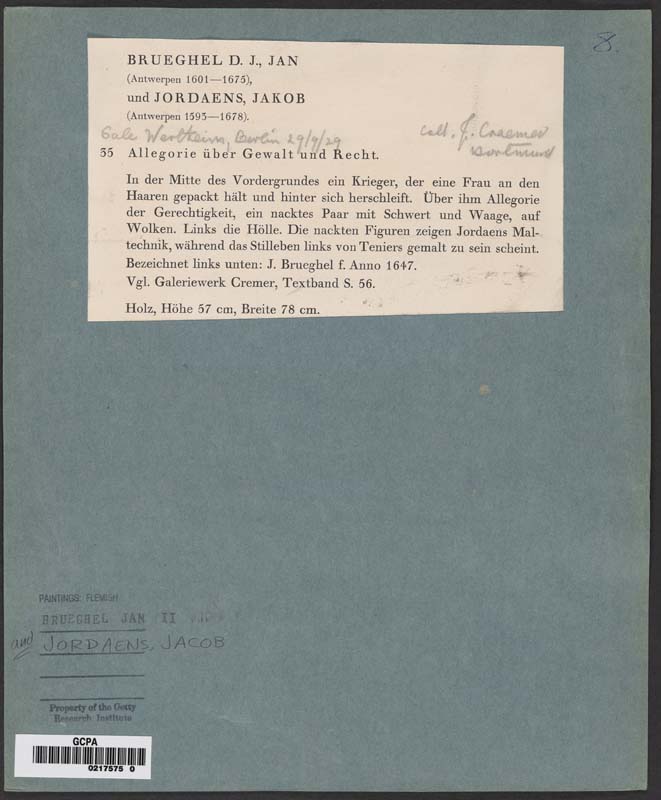 8.
BRUEGHEL D. J., JAN
(Antwerpen 1601—1675),
und JORDAENS, JAKOB
(Antwerpen 1593—1678).
Sale Wertheim, Berlin 29/9/29
coll. J. Craemer
Dortmund
35 Allegorie über Gewalt und Recht.
In der Mitte des Vordergrundes ein Krieger, der eine Frau an den
Haaren gepackt hält und hinter sich herschleift. Über ihm Allegorie
der Gerechtigkeit, ein nacktes Paar mit Schwert und Waage, auf
Wolken. Links die Hölle. Die nackten Figuren zeigen Jordaens Mal-
technik, während das Stilleben links von Teniers gemalt zu sein scheint.
Bezeichnet links unten: J. Brueghel f. Anno 1647.
Vgl. Galeriewerk Cremer, Textband S. 56.
Holz, Höhe 57 cm, Breite 78 cm.
PAINTINGS: FLEMISH
BRUEGHEL JAN II
and JORDAENS, JACOB
Property of the Getty
Research Institute
GCPA
0217575 0